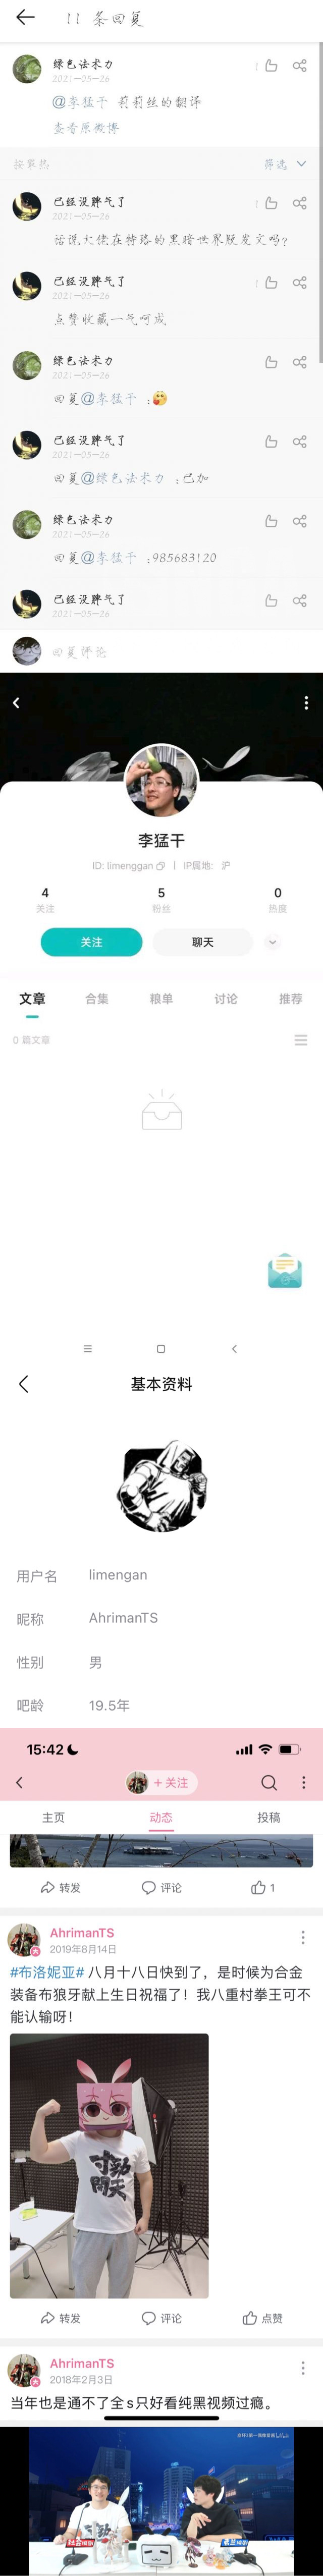 11 条回复
绿色法术力
2021-05-26
@李猛干 莉莉丝的翻译
查看原微博
按最热
筛选
已经没脾气了
2021-05-26
话说大佬在特路的黑暗世界贩发文吗?
已经没脾气了
2021-05-26
点赞收藏一气呵成
绿色法术力
2021-05-26
回复@李猛干 :
已经没脾气了
2021-05-26
回复@绿色法术力 :已加
绿色法术力
2021-05-26
回复@李猛干 :985683120
已经没脾气了
2021-05-26
回复评论
李猛干
ID: limenggan | IP属地: 沪
4 5 0
关注 粉丝 热度
关注 聊天
文章 合集 粮单 讨论 推荐
0 篇文章
基本资料
用户名 limengan
昵称 AhrimanTS
性别 男
吧龄 19.5年
15:42
+ 关注
主页 动态 投稿
转发 评论 1
AhrimanTS
2019年8月14日
#布洛妮亚# 八月十八日快到了，是时候为合金
装备布狼牙献上生日祝福了！我八重村拳王可不
能认输呀！
转发 评论 点赞
AhrimanTS
2018年2月3日
当年也是通不了全s只好看纯黑视频过瘾。